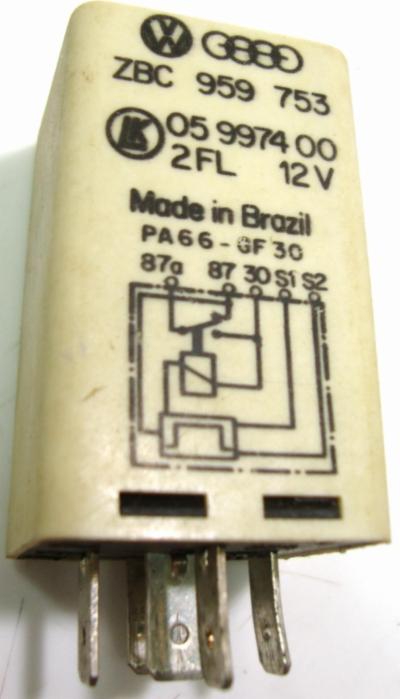 ZBC 959 753
05 9974 00
2FL 12V
Made in Brazil
PA66-GF30
87a 87 30 S1 S2